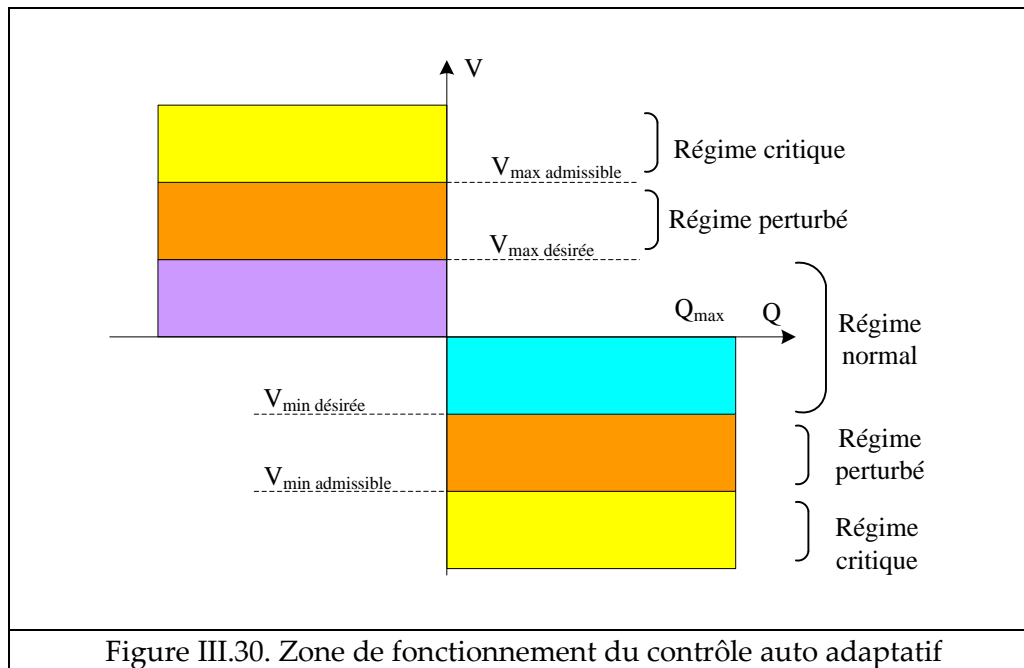 V
Régime critique
V max admissible
Régime perturbé
V max désirée
Qmax
Q
Régime
normal
V min désirée
Régime
perturbé
V min admissible
Régime
critique
Figure III.30. Zone de fonctionnement du contrôle auto adaptatif